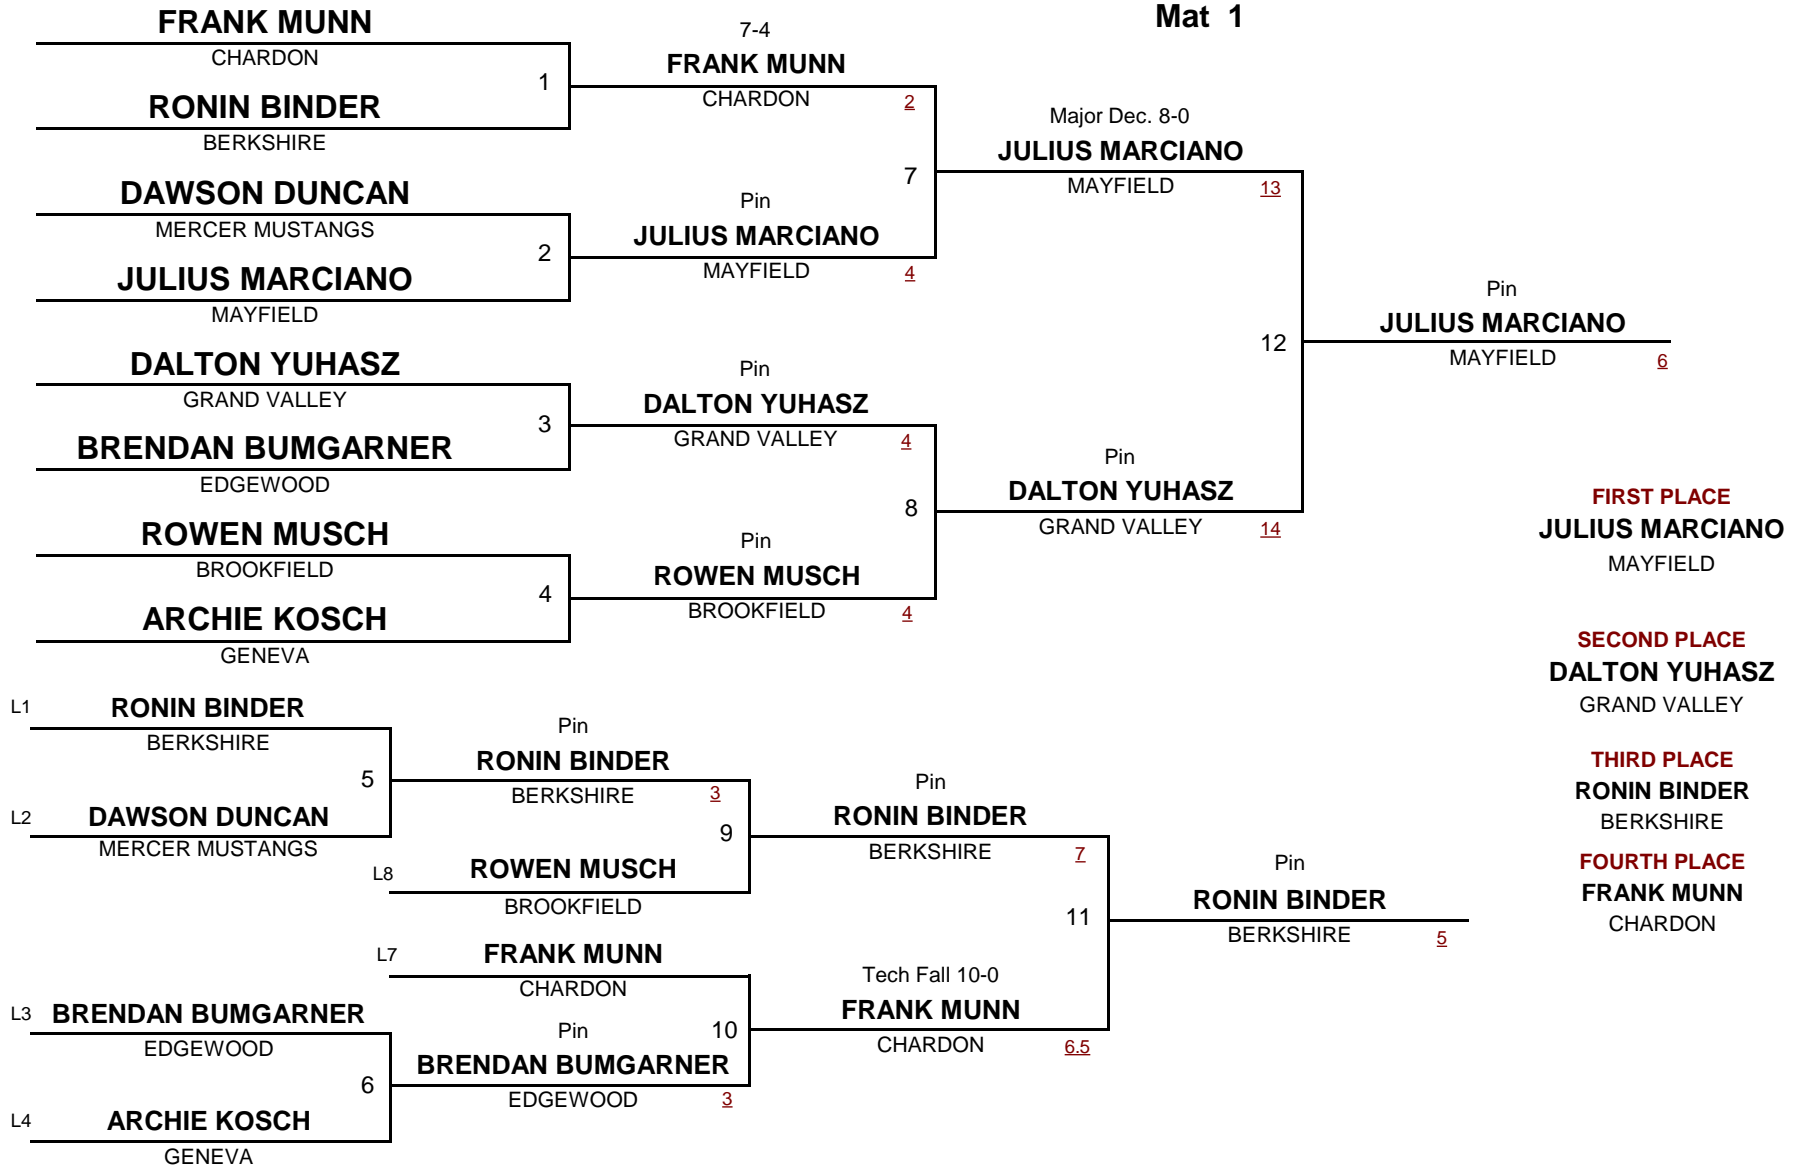 Mat 1
FRANK MUNN
CHARDON
1
RONIN BINDER
BERKSHIRE
DAWSON DUNCAN
MERCER MUSTANGS
2
JULIUS MARCIANO
MAYFIELD
DALTON YUHASZ
GRAND VALLEY
3
BRENDAN BUMGARNER
EDGEWOOD
ROWEN MUSCH
BROOKFIELD
4
ARCHIE KOSCH
GENEVA
7-4
FRANK MUNN
CHARDON 2
7
Pin
JULIUS MARCIANO
MAYFIELD 4
Pin
DALTON YUHASZ
GRAND VALLEY 4
8
Pin
ROWEN MUSCH
BROOKFIELD 4
Major Dec. 8-0
JULIUS MARCIANO
MAYFIELD 13
12
Pin
DALTON YUHASZ
GRAND VALLEY 14
Pin
JULIUS MARCIANO
MAYFIELD 6
FIRST PLACE
JULIUS MARCIANO
MAYFIELD
SECOND PLACE
DALTON YUHASZ
GRAND VALLEY
THIRD PLACE
RONIN BINDER
BERKSHIRE
FOURTH PLACE
FRANK MUNN
CHARDON
L1 RONIN BINDER
BERKSHIRE
5
L2 DAWSON DUNCAN
MERCER MUSTANGS
L3 BRENDAN BUMGARNER
EDGEWOOD
6
L4 ARCHIE KOSCH
GENEVA
Pin
RONIN BINDER
BERKSHIRE 3
9
L8 ROWEN MUSCH
BROOKFIELD
L7 FRANK MUNN
CHARDON
10
Pin
BRENDAN BUMGARNER
EDGEWOOD 3
Pin
RONIN BINDER
BERKSHIRE 7
11
Tech Fall 10-0
FRANK MUNN
CHARDON 6.5
Pin
RONIN BINDER
BERKSHIRE 5